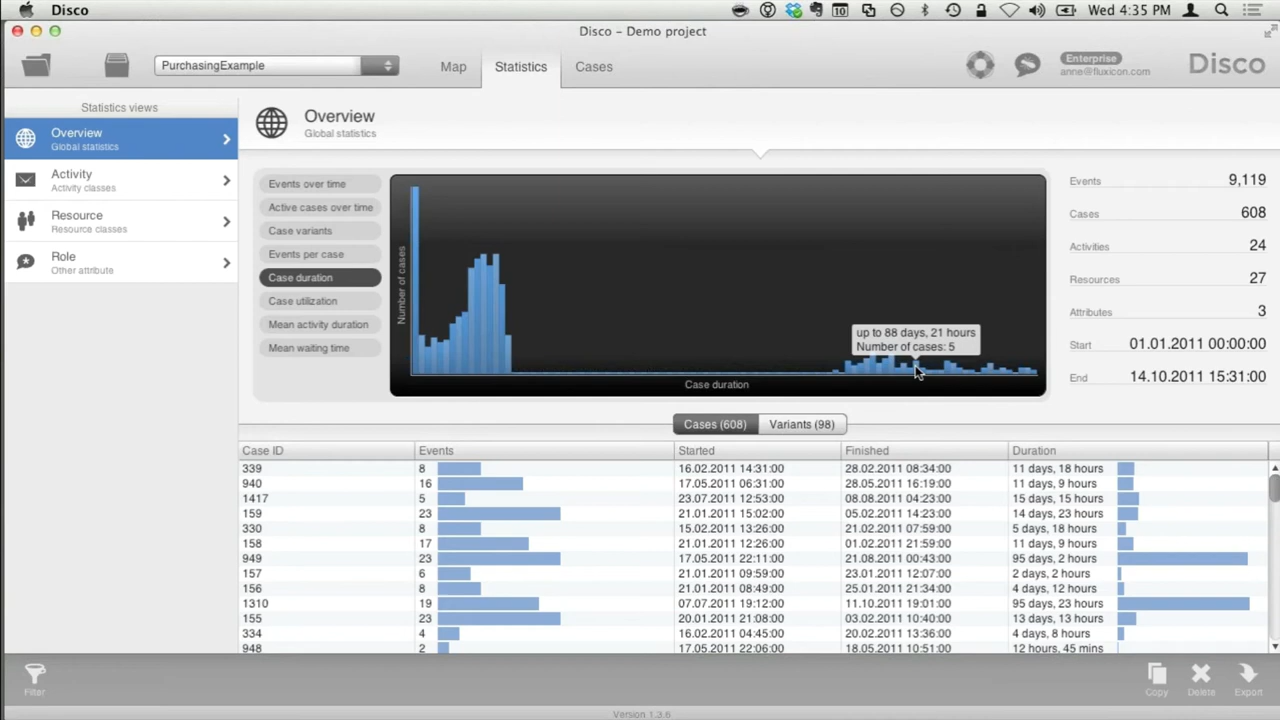 Disco
10
Wed 4:35 PM
Disco – Demo project
PurchasingExample
Map
Statistics
Cases
Enterprise
anne@fluxicon.com
Disco
Statistics views
Overview
Global statistics
Activity
Activity classes
Resource
Resource classes
Role
Other attribute
Overview
Global statistics
Events over time
Active cases over time
Case variants
Events per case
Case duration
Case utilization
Mean activity duration
Mean waiting time
Number of cases
up to 88 days, 21 hours
Number of cases: 5
Case duration
Events 9,119
Cases 608
Activities 24
Resources 27
Attributes 3
Start 01.01.2011 00:00:00
End 14.10.2011 15:31:00
Cases (608) Variants (98)
Case ID Events Started Finished Duration
339 8 16.02.2011 14:31:00 28.02.2011 08:34:00 11 days, 18 hours
940 16 17.05.2011 06:31:00 28.05.2011 16:19:00 11 days, 9 hours
1417 5 23.07.2011 12:53:00 08.08.2011 04:23:00 15 days, 15 hours
159 23 21.01.2011 15:02:00 05.02.2011 14:23:00 14 days, 23 hours
330 8 15.02.2011 13:26:00 21.02.2011 07:59:00 5 days, 18 hours
158 17 21.01.2011 12:26:00 01.02.2011 21:59:00 11 days, 9 hours
949 23 17.05.2011 22:11:00 21.08.2011 00:43:00 95 days, 2 hours
157 6 21.01.2011 09:59:00 23.01.2011 12:07:00 2 days, 2 hours
156 8 21.01.2011 08:49:00 25.01.2011 21:34:00 4 days, 12 hours
1310 19 07.07.2011 19:12:00 11.10.2011 19:01:00 95 days, 23 hours
155 23 20.01.2011 21:08:00 03.02.2011 10:40:00 13 days, 13 hours
334 4 16.02.2011 04:45:00 20.02.2011 13:36:00 4 days, 8 hours
948 2 17.05.2011 22:06:00 18.05.2011 10:51:00 12 hours, 45 mins
Filter
Copy
Delete
Export
Version 1.3.6